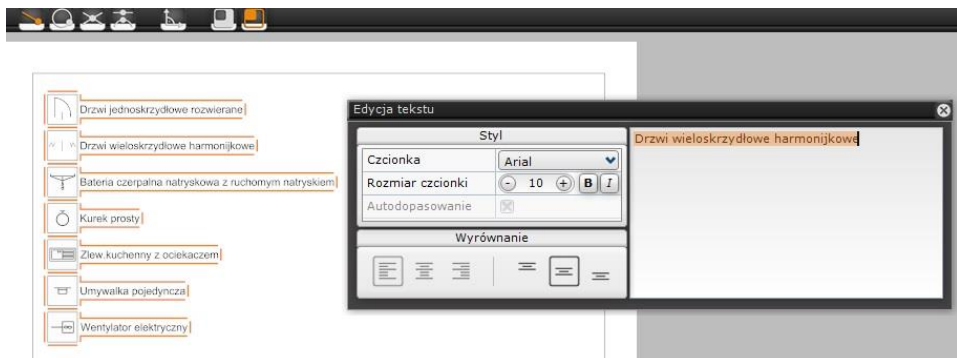 Drzwi jednoskrzydłowe rozwierane
Drzwi wieloskrzydłowe harmonijkowe
Bateria czerpalna natryskowa z ruchomym natryskiem
Kurek prosty
Zlew.kuchenny z ociekaczem
Umywalka pojedyncza
Wentylator elektryczny
Edycja tekstu
Styl
Czcionka Arial
Rozmiar czcionki - 10 + B I
Autodopasowanie
Wyrównanie
Drzwi wieloskrzydłowe harmonijkowe